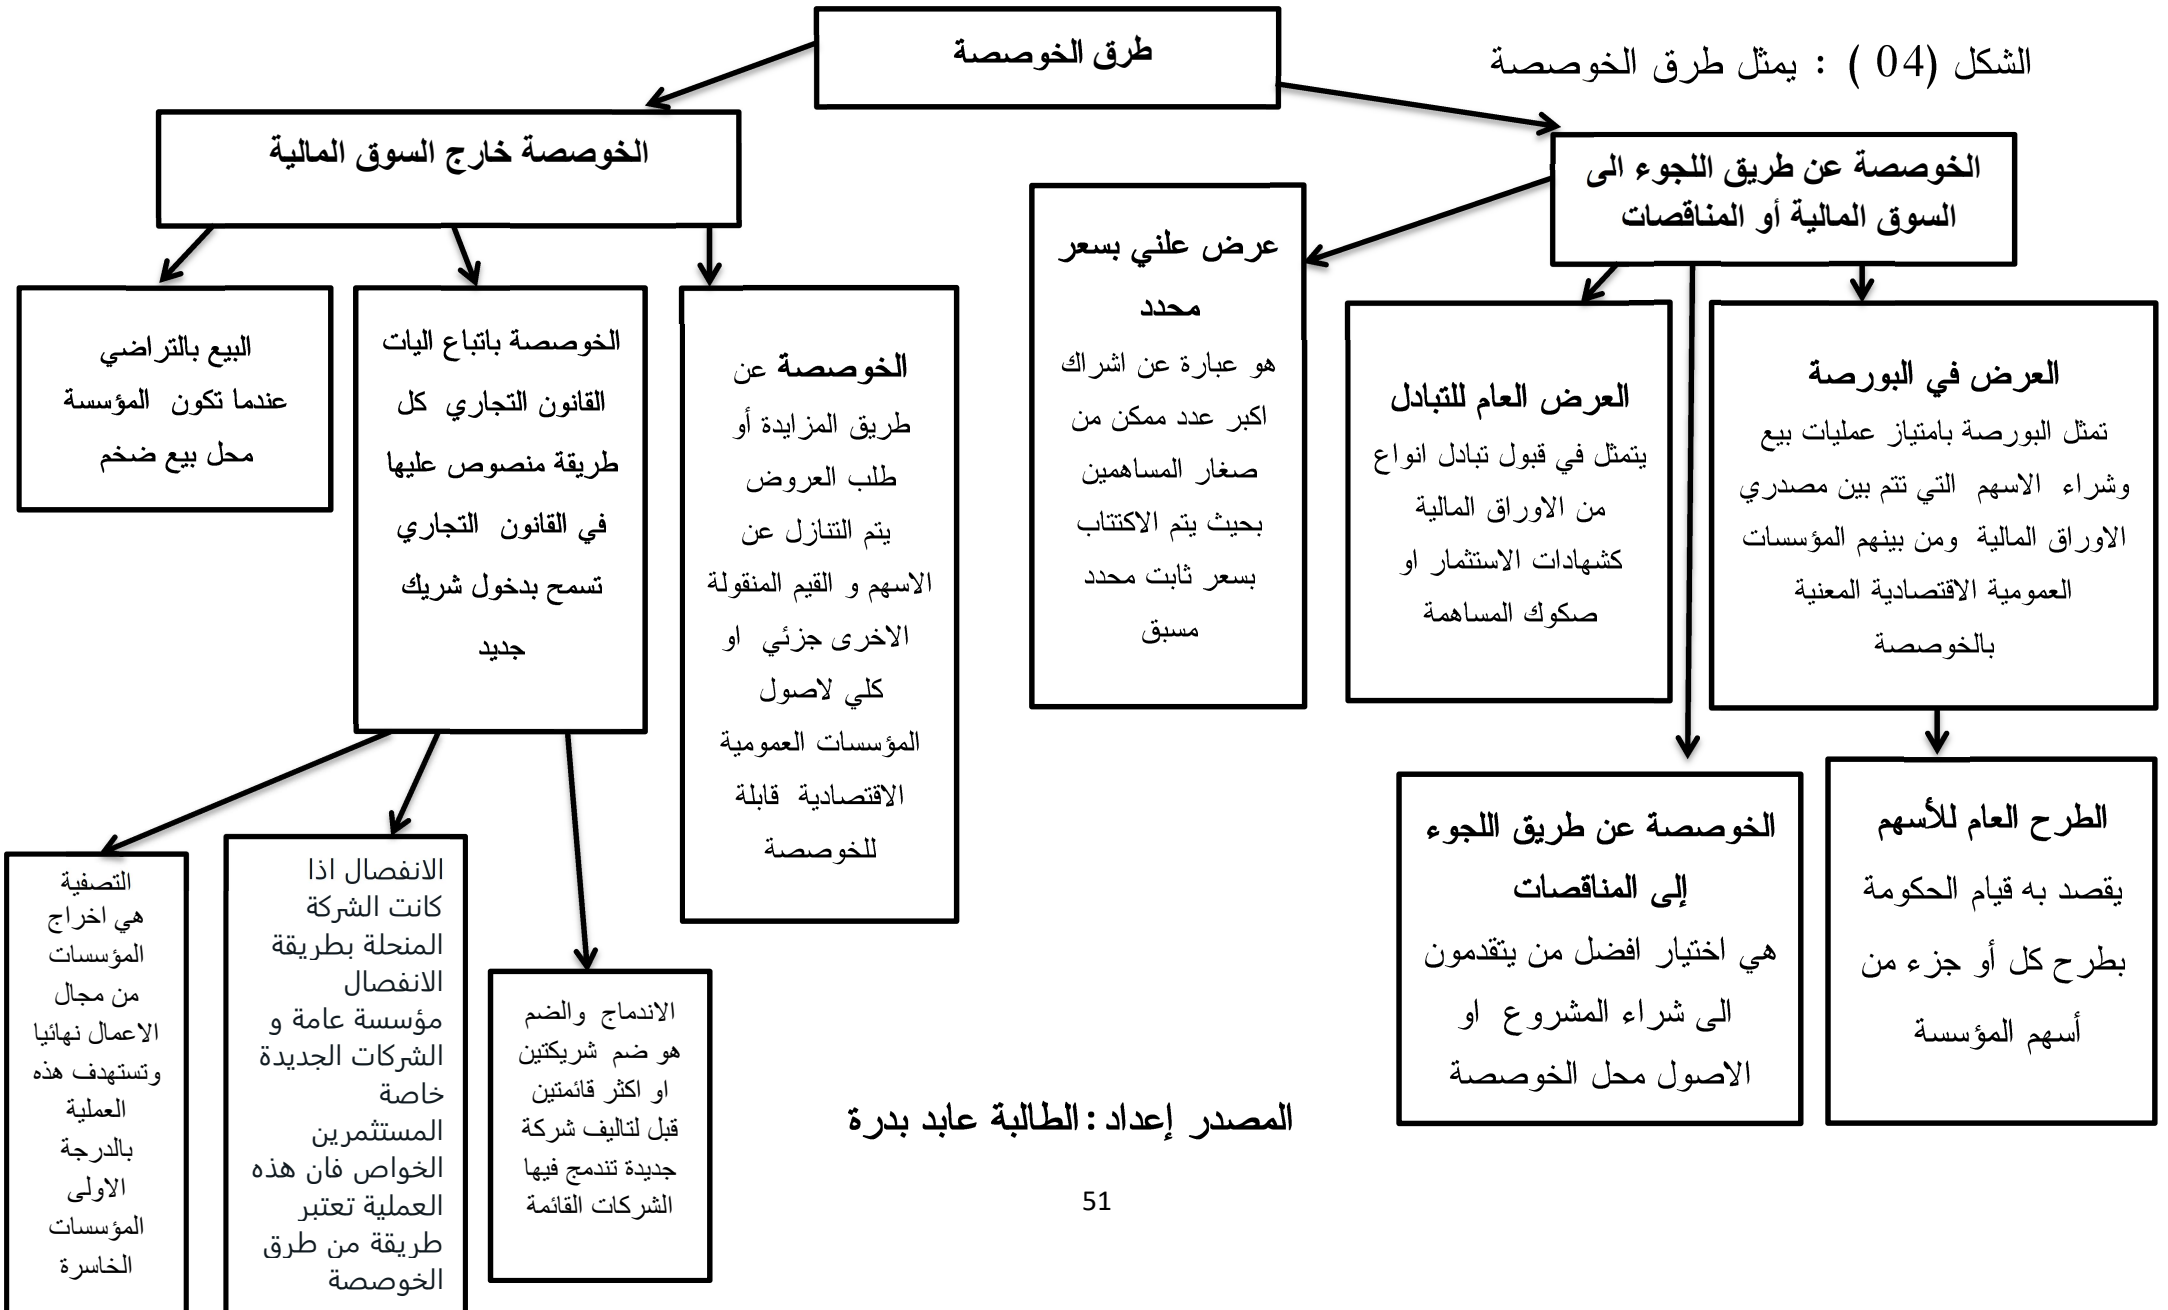 الشكل (04 ) : يمثل طرق الخوصصة
طرق الخوصصة
الخوصصة عن طريق اللجوء الى
السوق المالية أو المناقصات
الخوصصة خارج السوق المالية
العرض في البورصة
تمثل البورصة بامتياز عمليات بيع
وشراء الاسهم التي تتم بين مصدري
الاوراق المالية ومن بينهم المؤسسات
العمومية الاقتصادية المعنية
بالخوصصة
العرض العام للتبادل
يتمثل في قبول تبادل انواع
من الاوراق المالية
كشهادات الاستثمار او
صكوك المساهمة
عرض علني بسعر
محدد
هو عبارة عن اشراك
اكبر عدد ممكن من
صغار المساهمين
بحيث يتم الاكتتاب
بسعر ثابت محدد
مسبق
الخوصصة عن
طريق المزايدة أو
طلب العروض
يتم التنازل عن
الاسهم و القيم المنقولة
الاخرى جزئي او
كلي لاصول
المؤسسات العمومية
الاقتصادية قابلة
للخوصصة
الخوصصة باتباع اليات
القانون التجاري كل
طريقة منصوص عليها
في القانون التجاري
تسمح بدخول شريك
جديد
البيع بالتراضي
عندما تكون المؤسسة
محل بيع ضخم
الطرح العام للأسهم
يقصد به قيام الحكومة
بطرح كل أو جزء من
أسهم المؤسسة
الخوصصة عن طريق اللجوء
إلى المناقصات
هي اختيار افضل من يتقدمون
الى شراء المشروع او
الاصول محل الخوصصة
الاندماج والضم
هو ضم شريكتين
او اكثر قائمتين
قبل لتاليف شركة
جديدة تندمج فيها
الشركات القائمة
الانفصال اذا
كانت الشركة
المنحلة بطريقة
الانفصال
مؤسسة عامة و
الشركات الجديدة
خاصة
المستثمرين
الخواص فان هذه
العملية تعتبر
طريقة من طرق
الخوصصة
التصفية
هي اخراج
المؤسسات
من مجال
الاعمال نهائيا
وتستهدف هذه
العملية
بالدرجة
الاولى
المؤسسات
الخاسرة
المصدر إعداد :الطالبة عابد بدرة
51